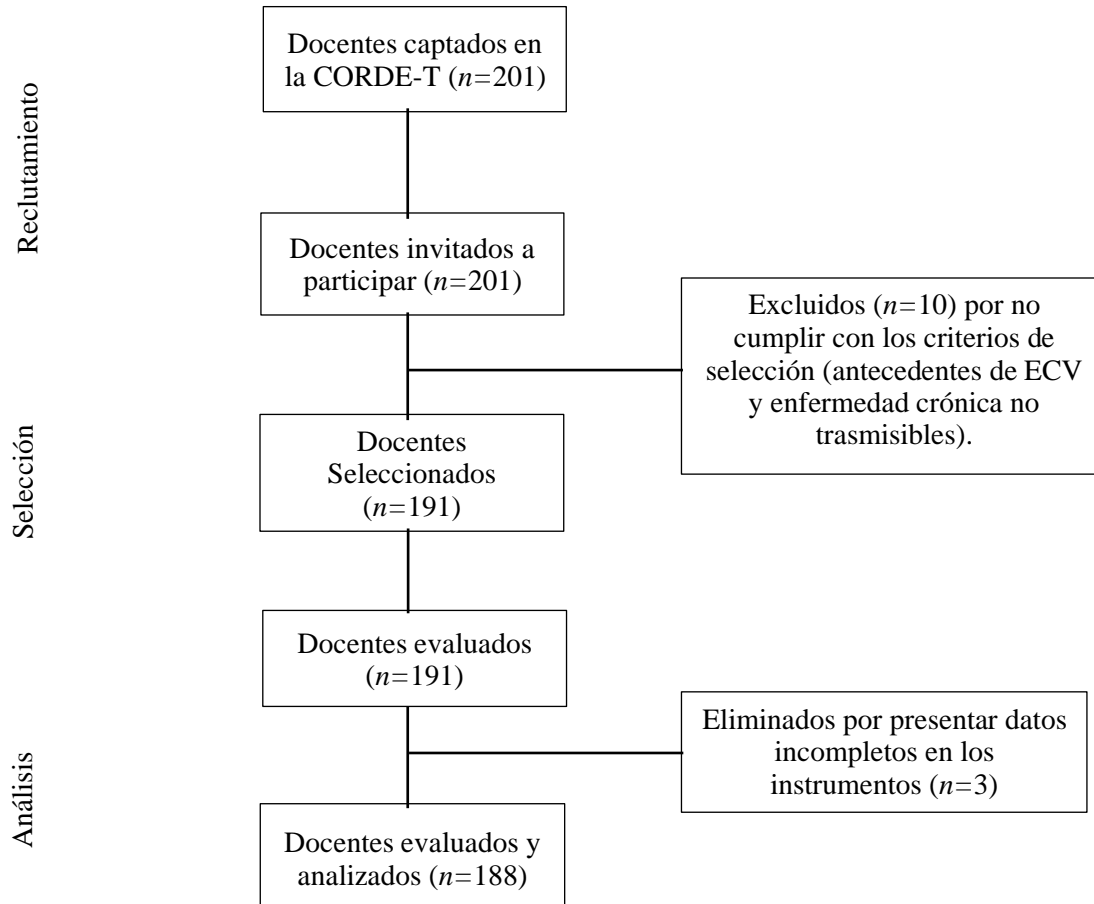 Reclutamiento
Docentes captados en
la CORDE-T (n=201)
Docentes invitados a
participar (n=201)
Excluidos (n=10) por no
cumplir con los criterios de
selección (antecedentes de ECV
y enfermedad crónica no
trasmisibles).
Selección
Docentes
Seleccionados
(n=191)
Docentes evaluados
(n=191)
Análisis
Eliminados por presentar datos
incompletos en los
instrumentos (n=3)
Docentes evaluados y
analizados (n=188)